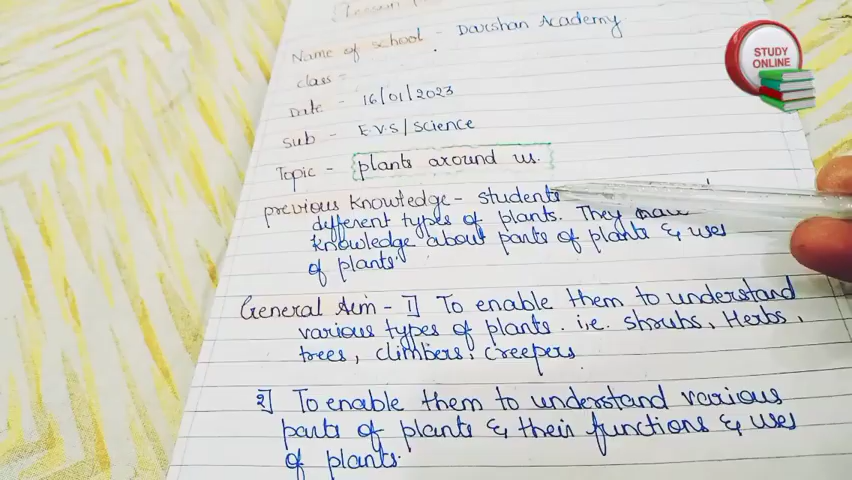 Lesson
Name of school - Darshan Academy
class =
Date - 16/01/2023
Sub - E.V.S/Science
Topic - plants around us.
previous knowledge - students
different types of plants. They have
knowledge about parts of plants & uses
of plants.
General Aim - 1] To enable them to understand
various types of plants. i.e. shrubs, Herbs,
trees, climbers, creepers
2] To enable them to understand various
parts of plants & their functions & uses
of plants.
STUDY
ONLINE